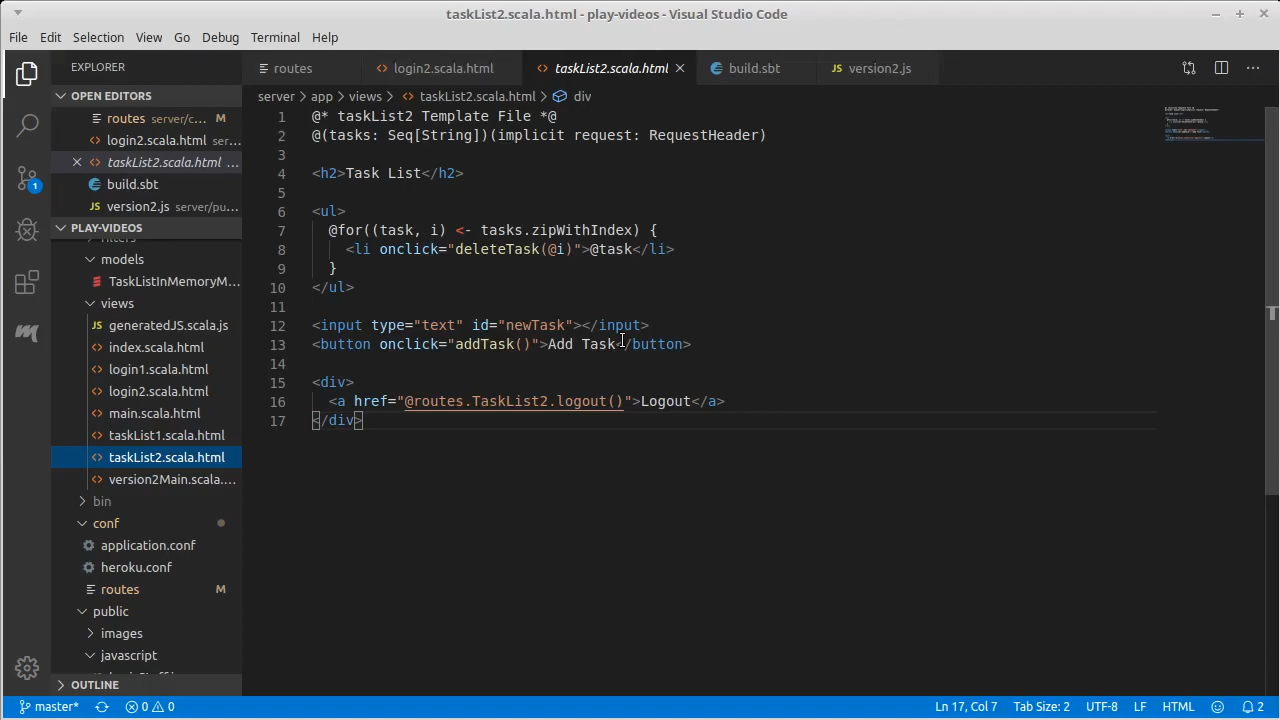 taskList2.scala.html - play-videos - Visual Studio Code
File Edit Selection View Go Debug Terminal Help
EXPLORER
OPEN EDITORS
routes server/c... M
login2.scala.html ser...
taskList2.scala.html ...
build.sbt
version2.js server/pu...
PLAY-VIDEOS
models
TaskListInMemoryM...
views
generatedJS.scala.js
index.scala.html
login1.scala.html
login2.scala.html
main.scala.html
taskList1.scala.html
taskList2.scala.html
version2Main.scala....
bin
conf
application.conf
heroku.conf
routes M
public
images
javascript
OUTLINE
1
routes login2.scala.html taskList2.scala.html build.sbt JS version2.js
server app views taskList2.scala.html div
1 @* taskList2 Template File *@
2 @(tasks: Seq[String])(implicit request: RequestHeader)
3
4 <h2>Task List</h2>
5
6 <ul>
7 @for((task, i) <- tasks.zipWithIndex) {
8 <li onclick="deleteTask(@i)">@task</li>
9 }
10 </ul>
11
12 <input type="text" id="newTask"></input>
13 <button onclick="addTask()">Add Task</button>
14
15 <div>
16 <a href="@routes.TaskList2.logout()">Logout</a>
17 </div>
master* 0 0 Ln 17, Col 7 Tab Size: 2 UTF-8 LF HTML 2